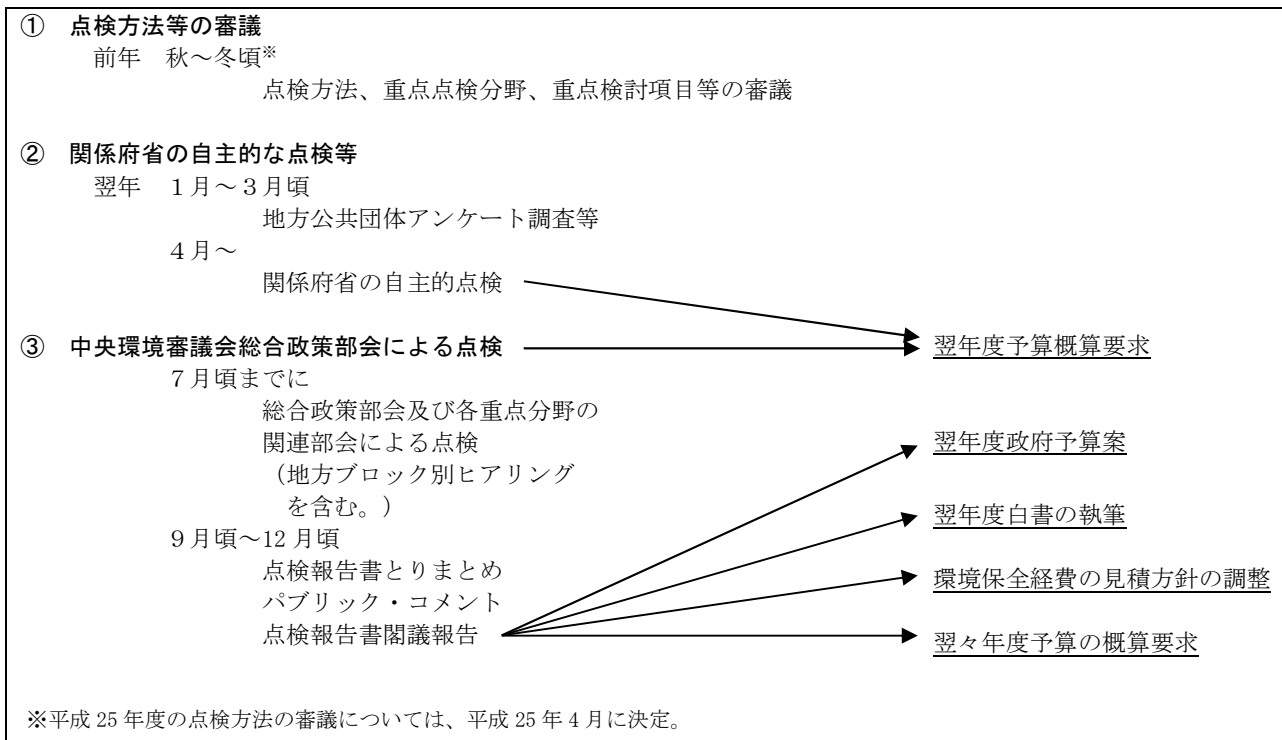 ① 点検方法等の審議
前年 秋~冬頃※
点検方法、重点点検分野、重点検討項目等の審議
② 関係府省の自主的な点検等
翌年 1月~3月頃
地方公共団体アンケート調査等
4月~
関係府省の自主的点検
③ 中央環境審議会総合政策部会による点検
翌年度予算概算要求
7月頃までに
総合政策部会及び各重点分野の
関連部会による点検
翌年度政府予算案
(地方ブロック別ヒアリング
を含む。)
翌年度白書の執筆
9月頃~12月頃
点検報告書とりまとめ
環境保全経費の見積方針の調整
パブリック・コメント
点検報告書閣議報告
翌々年度予算の概算要求
※平成25年度の点検方法の審議については、平成25年4月に決定。